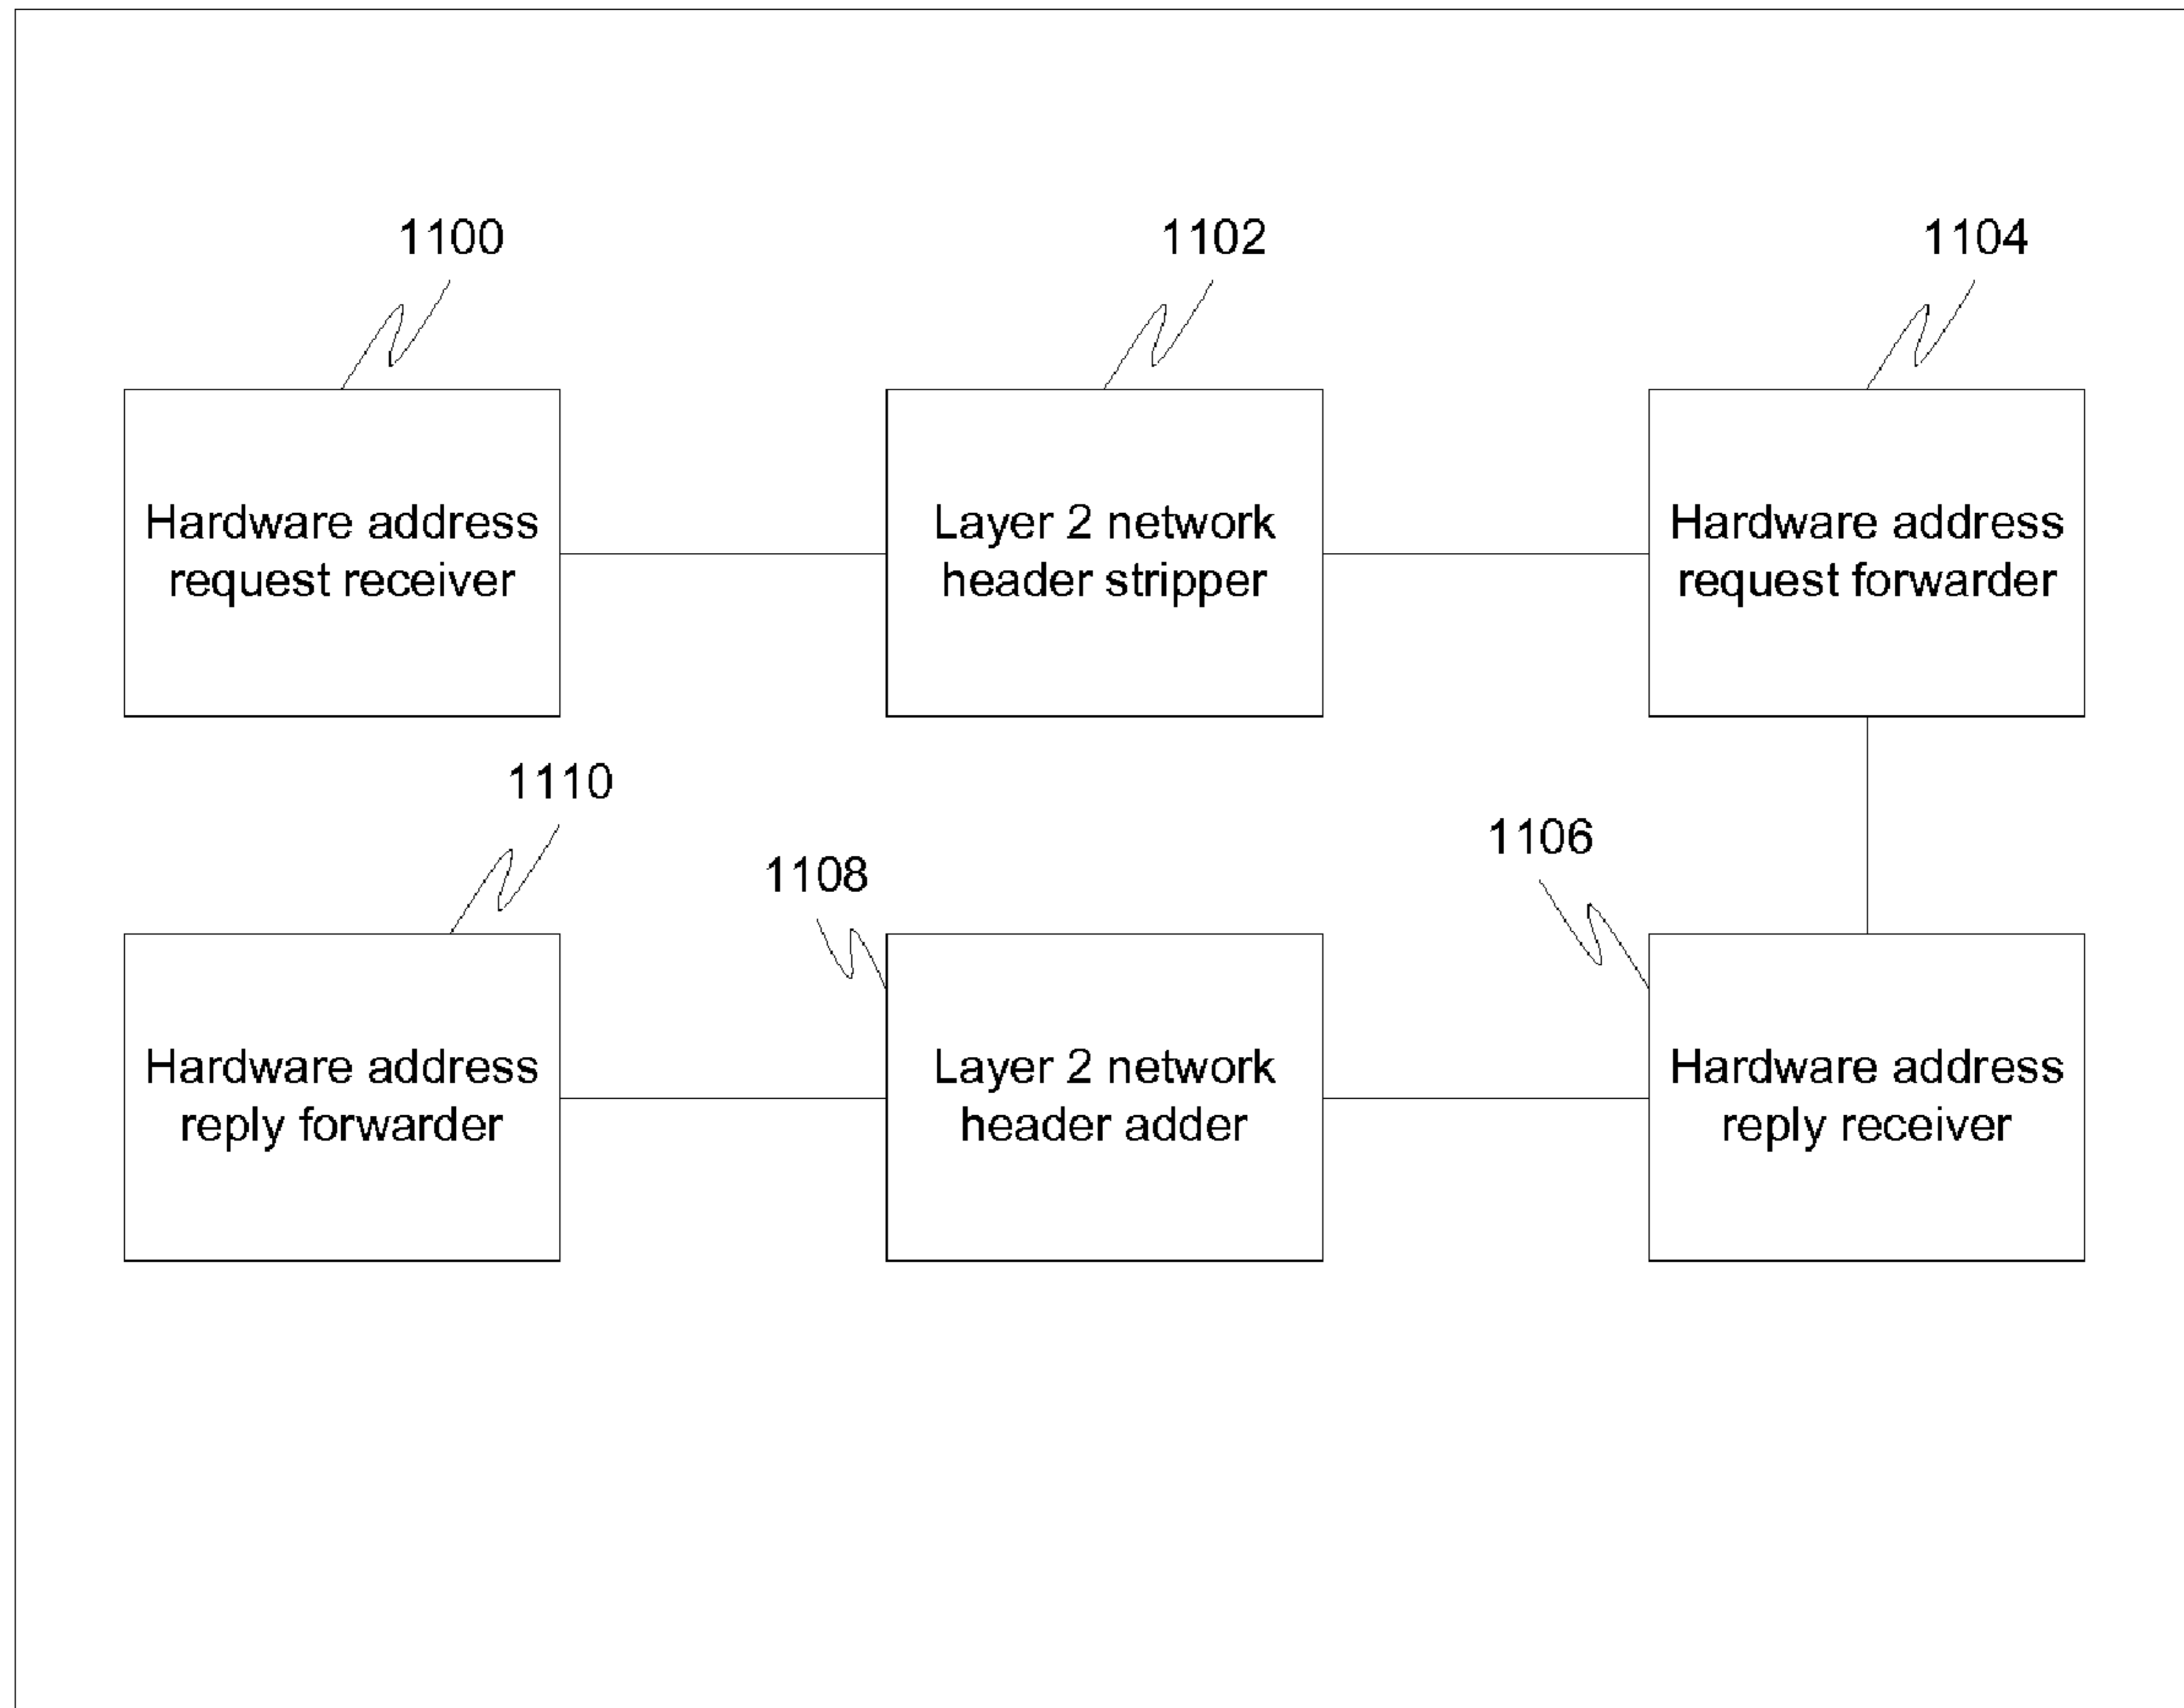 1100
1102
1104
Hardware address
request receiver
Layer 2 network
header stripper
Hardware address
request forwarder
1110
1108
1106
Hardware address
reply forwarder
Layer 2 network
header adder
Hardware address
reply receiver